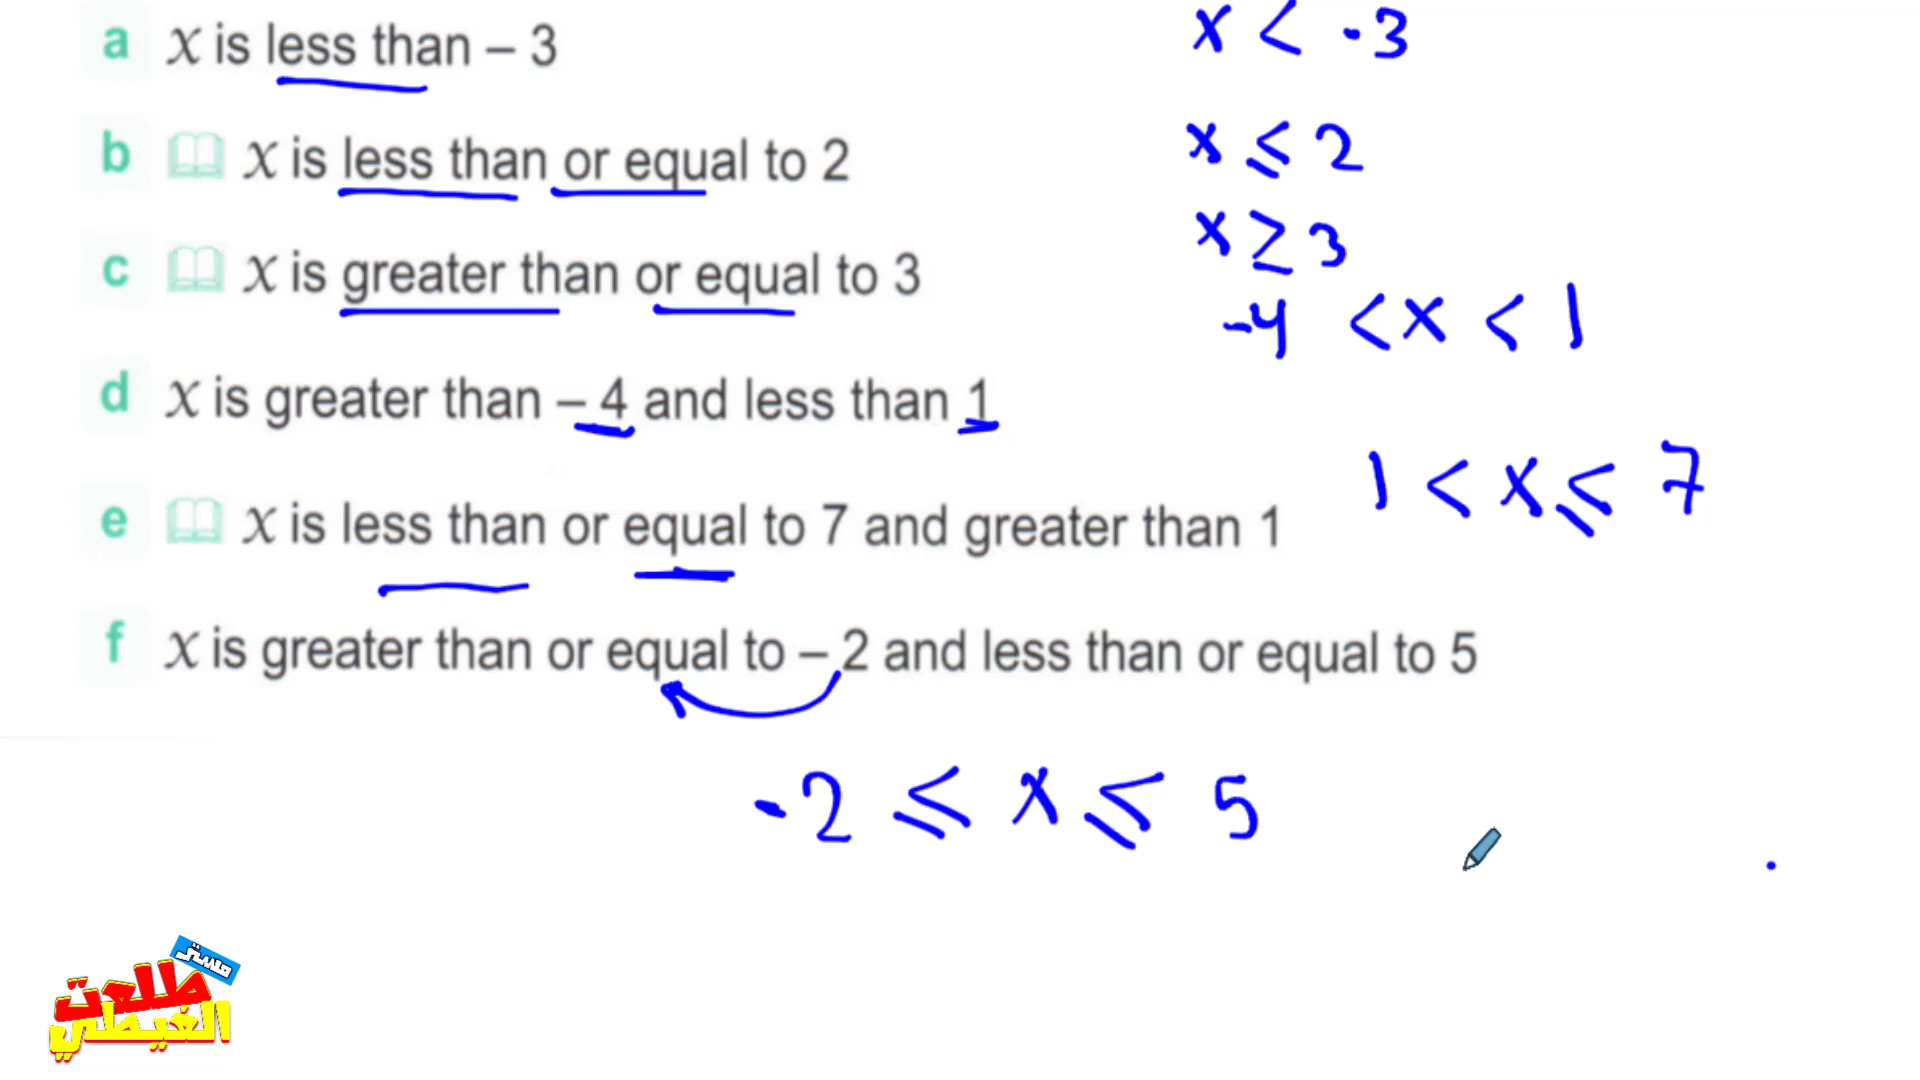 a x is less than – 3 x < -3
b x is less than or equal to 2 x ≤ 2
c x is greater than or equal to 3 x ≥ 3
-4 < x < 1
d x is greater than – 4 and less than 1
e x is less than or equal to 7 and greater than 1 1 < x ≤ 7
f x is greater than or equal to – 2 and less than or equal to 5
-2 ≤ x ≤ 5
مستر
طلعت
الغيطي